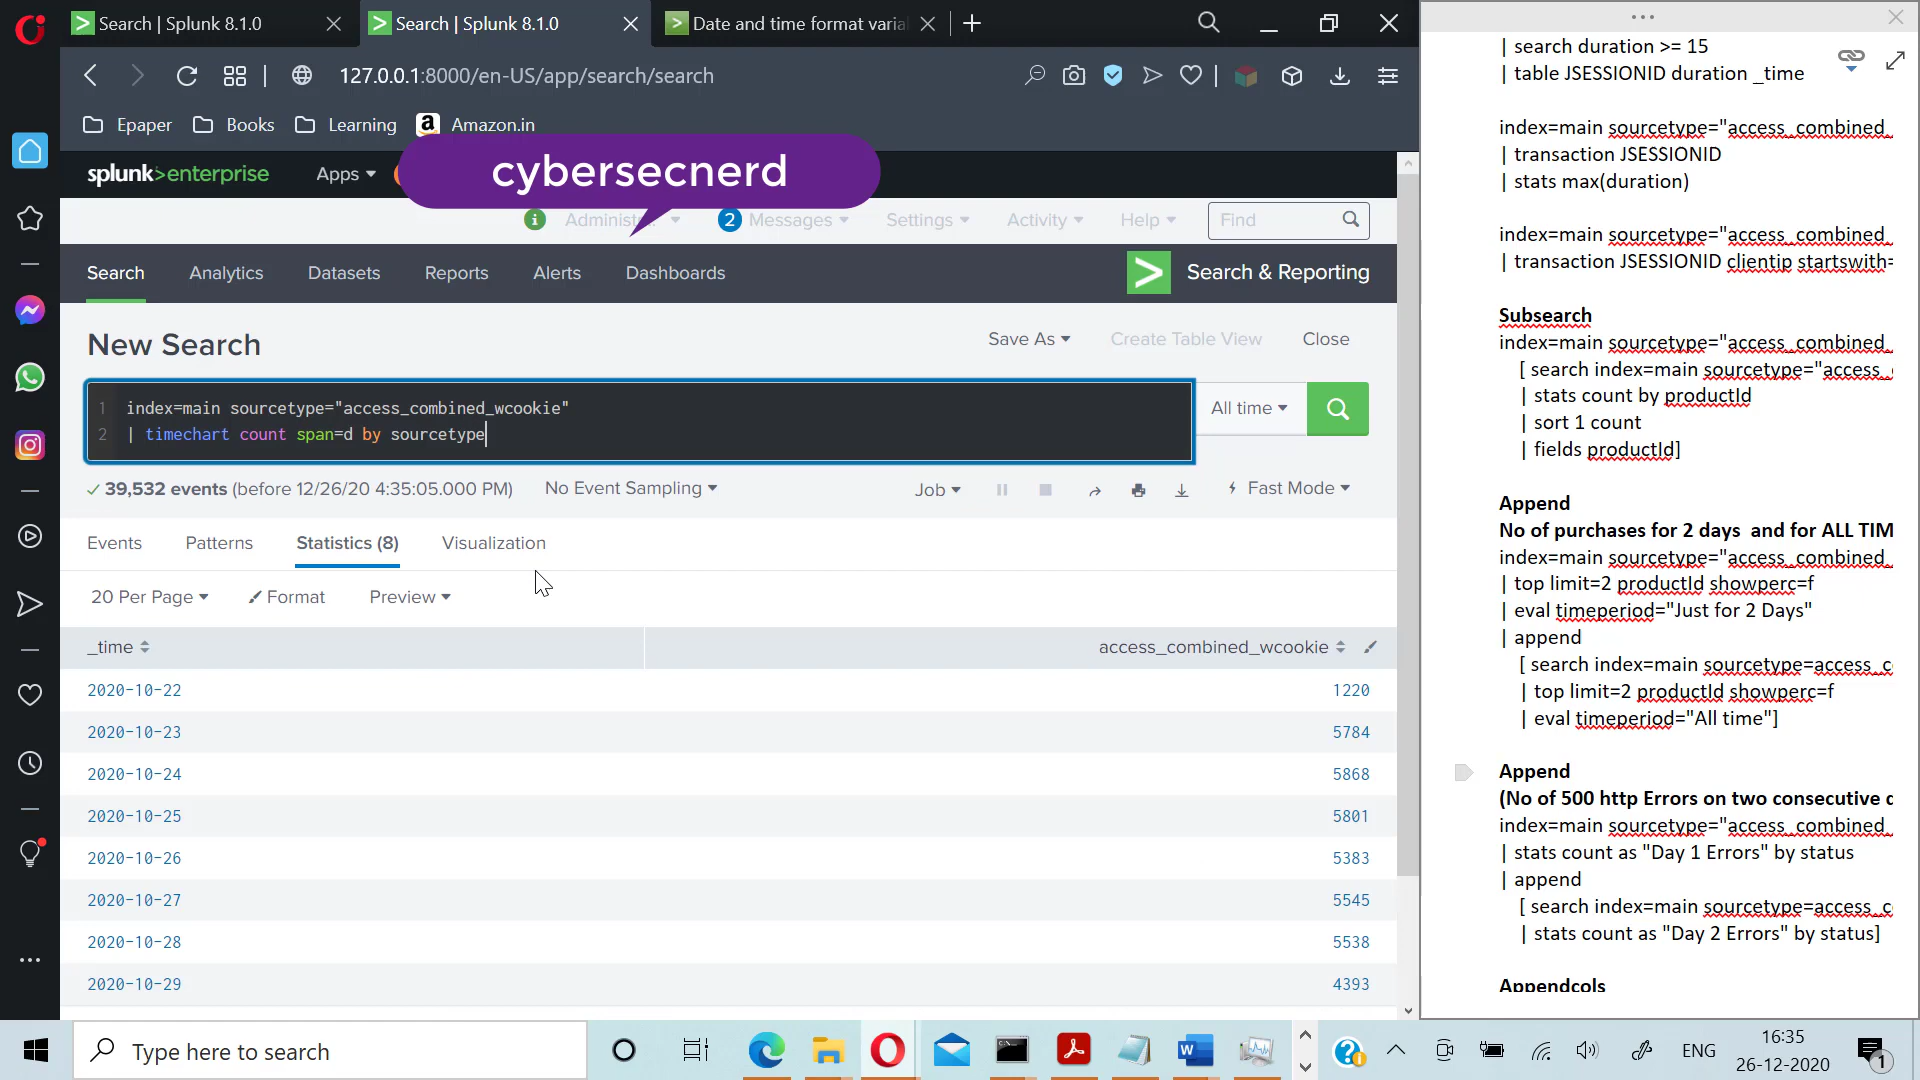 Search | Splunk 8.1.0
Search | Splunk 8.1.0
Date and time format varia
127.0.0.1:8000/en-US/app/search/search
Epaper
Books
Learning
Amazon.in
splunk>enterprise
Apps
cybersecnerd
i
Administr
2
Messages
Settings
Activity
Help
Find
Search
Analytics
Datasets
Reports
Alerts
Dashboards
Search & Reporting
New Search
Save As
Create Table View
Close
1 index=main sourcetype="access_combined_wcookie"
2 | timechart count span=d by sourcetype
All time
39,532 events (before 12/26/20 4:35:05.000 PM)
No Event Sampling
Job
Fast Mode
Events
Patterns
Statistics (8)
Visualization
20 Per Page
Format
Preview
_time
access_combined_wcookie
2020-10-22 1220
2020-10-23 5784
2020-10-24 5868
2020-10-25 5801
2020-10-26 5383
2020-10-27 5545
2020-10-28 5538
2020-10-29 4393
| search duration >= 15
| table JSESSIONID duration _time
index=main sourcetype="access_combined_
| transaction JSESSIONID
| stats max(duration)
index=main sourcetype="access_combined_
| transaction JSESSIONID clientip startswith=
Subsearch
index=main sourcetype="access_combined_
[ search index=main sourcetype="access_
| stats count by productId
| sort 1 count
| fields productId]
Append
No of purchases for 2 days and for ALL TIM
index=main sourcetype="access_combined_
| top limit=2 productId showperc=f
| eval timeperiod="Just for 2 Days"
| append
[ search index=main sourcetype=access_c
| top limit=2 productId showperc=f
| eval timeperiod="All time"]
Append
(No of 500 http Errors on two consecutive d
index=main sourcetype="access_combined_
| stats count as "Day 1 Errors" by status
| append
[ search index=main sourcetype=access_c
| stats count as "Day 2 Errors" by status]
Appendcols
Type here to search
ENG
16:35
26-12-2020
1